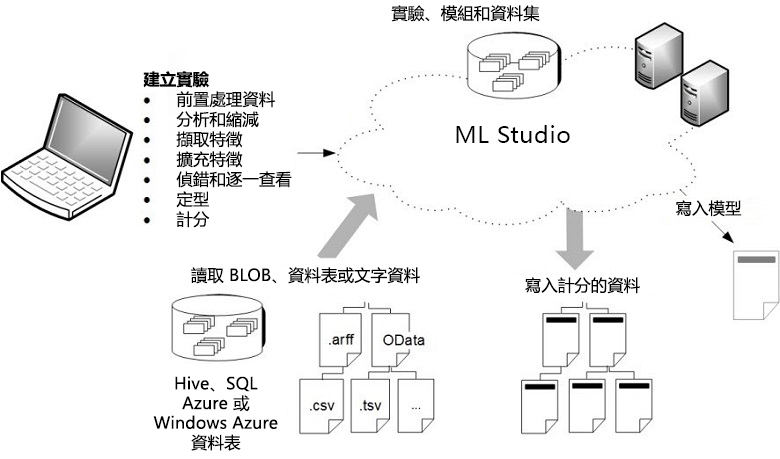 實驗、模組和資料集
建立實驗
• 前置處理資料
• 分析和縮減
• 擷取特徵
• 擴充特徵
• 偵錯和逐一查看
• 定型
• 計分
ML Studio
寫入模型
讀取 BLOB、資料表或文字資料
寫入計分的資料
.arff
OData
.csv
.tsv
...
Hive、SQL
Azure 或
Windows Azure
資料表